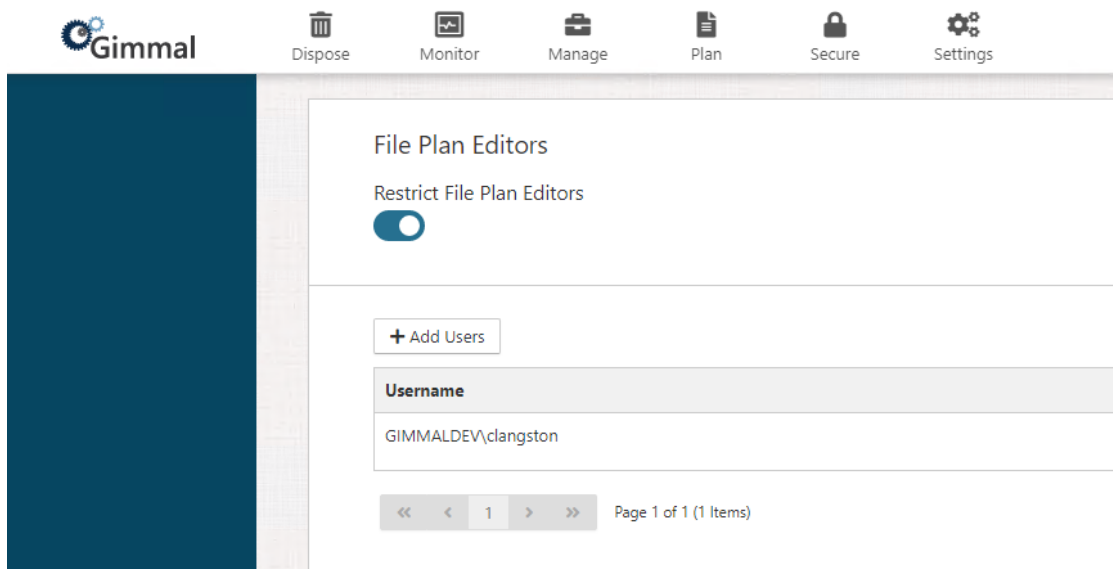 Gimmal
Dispose Monitor Manage Plan Secure Settings
File Plan Editors
Restrict File Plan Editors
+ Add Users
Username
GIMMALDEV\clangston
« < 1 > » Page 1 of 1 (1 Items)